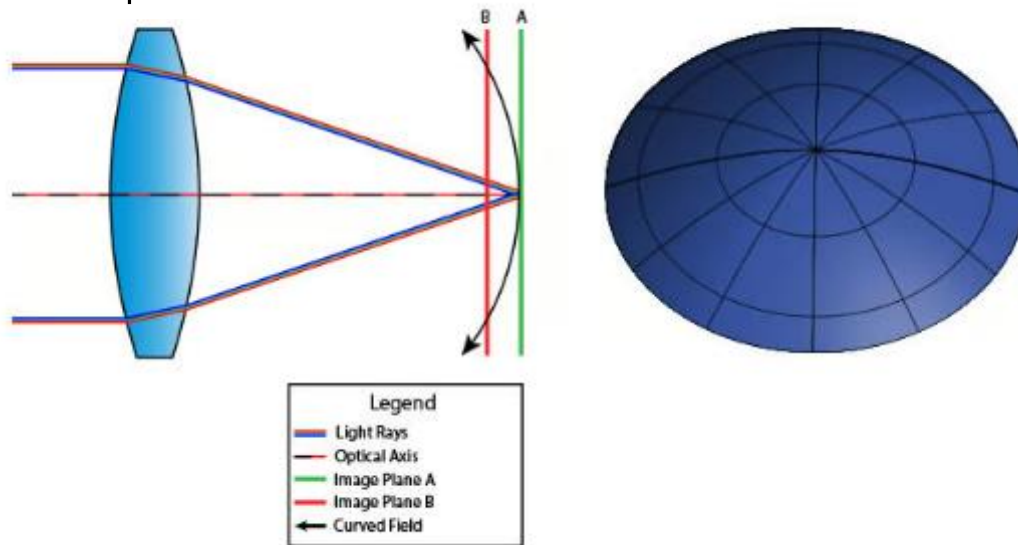 B A
Legend
Light Rays
Optical Axis
Image Plane A
Image Plane B
Curved Field